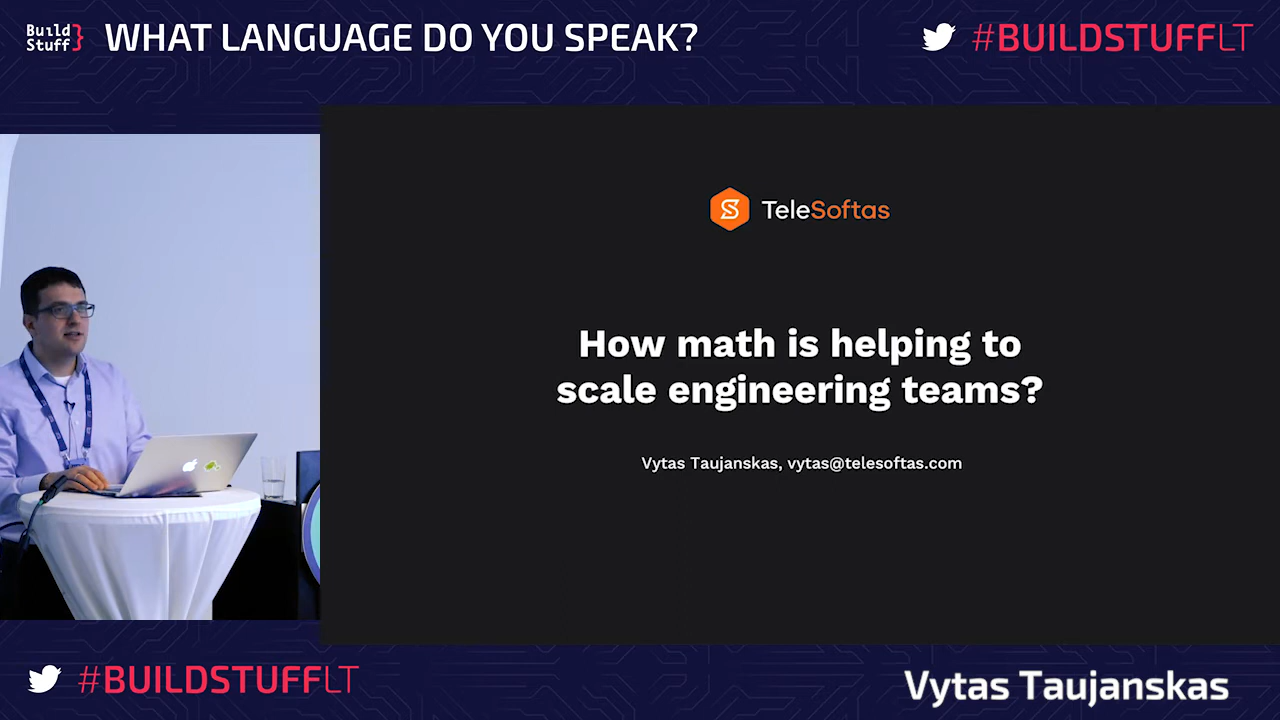 Build
Stuff}
WHAT LANGUAGE DO YOU SPEAK?
#BUILDSTUFFLT
TeleSoftas
How math is helping to
scale engineering teams?
Vytas Taujanskas, vytas@telesoftas.com
#BUILDSTUFFLT
Vytas Taujanskas